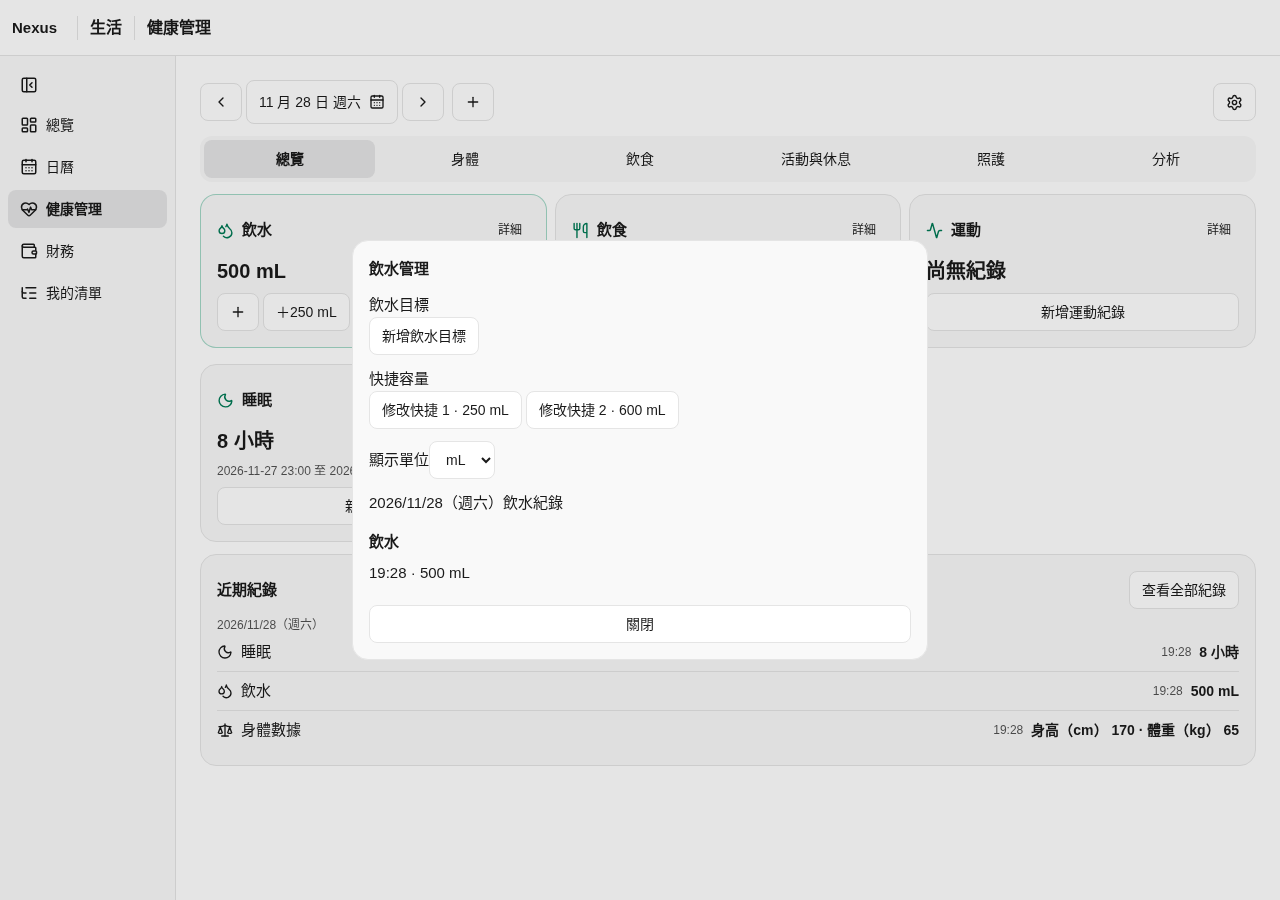 Nexus 生活 健康管理
總覽
日曆
健康管理
財務
我的清單
11 月 28 日 週六
總覽 身體 飲食 活動與休息 照護 分析
飲水 詳細
500 mL
＋250 mL
飲食 詳細
運動 詳細
尚無紀錄
新增運動紀錄
睡眠
8 小時
2026-11-27 23:00 至
飲水管理
飲水目標
新增飲水目標
快捷容量
修改快捷 1 · 250 mL 修改快捷 2 · 600 mL
顯示單位 mL
2026/11/28（週六）飲水紀錄
飲水
19:28 · 500 mL
關閉
近期紀錄 查看全部紀錄
2026/11/28（週六）
睡眠 19:28 8 小時
飲水 19:28 500 mL
身體數據 19:28 身高（cm） 170 · 體重（kg） 65